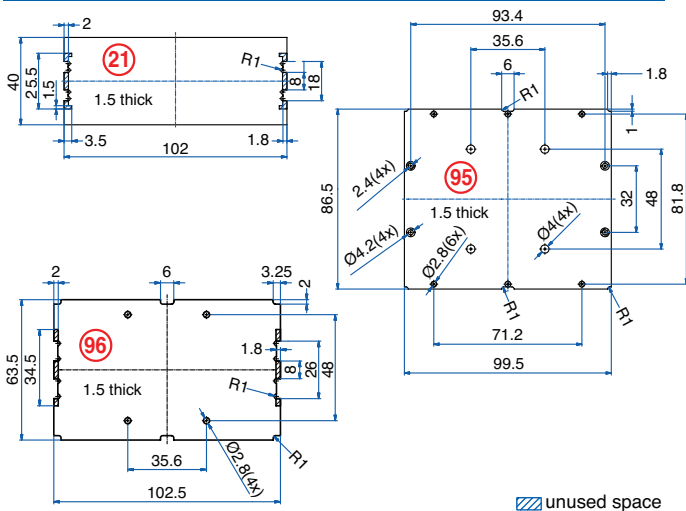 2
21
40
25.5
1.5
1.5 thick
R1
8
18
3.5
1.8
102
93.4
35.6
6
1.8
R1
1
86.5
2.4(4x)
95
1.5 thick
32
48
81.8
Ø4.2(4x)
Ø2.8(6x)
Ø4(4x)
R1
R1
71.2
99.5
2
6
3.25
2
63.5
34.5
96
1.5 thick
1.8
8
26
48
R1
Ø2.8(4x)
R1
35.6
102.5
unused space